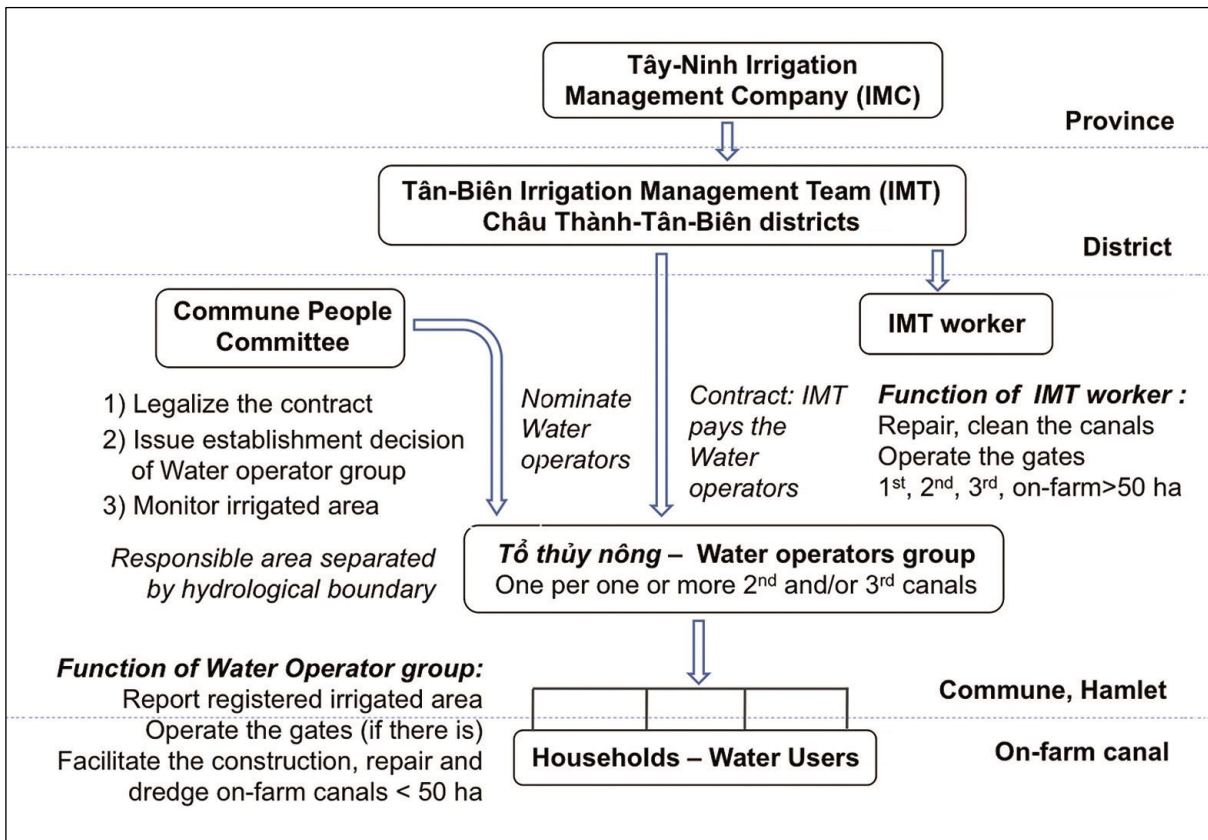 Tây-Ninh Irrigation
Management Company (IMC)
Province
Tân-Biên Irrigation Management Team (IMT)
Châu Thành-Tân-Biên districts
District
Commune People
Committee
IMT worker
1) Legalize the contract
2) Issue establishment decision
of Water operator group
3) Monitor irrigated area
Nominate
Water
operators
Contract: IMT
pays the
Water
operators
Function of IMT worker :
Repair, clean the canals
Operate the gates
1st, 2nd, 3rd, on-farm>50 ha
Responsible area separated
by hydrological boundary
Tổ thủy nông – Water operators group
One per one or more 2nd and/or 3rd canals
Function of Water Operator group:
Report registered irrigated area
Operate the gates (if there is)
Facilitate the construction, repair and
dredge on-farm canals < 50 ha
Commune, Hamlet
Households – Water Users
On-farm canal